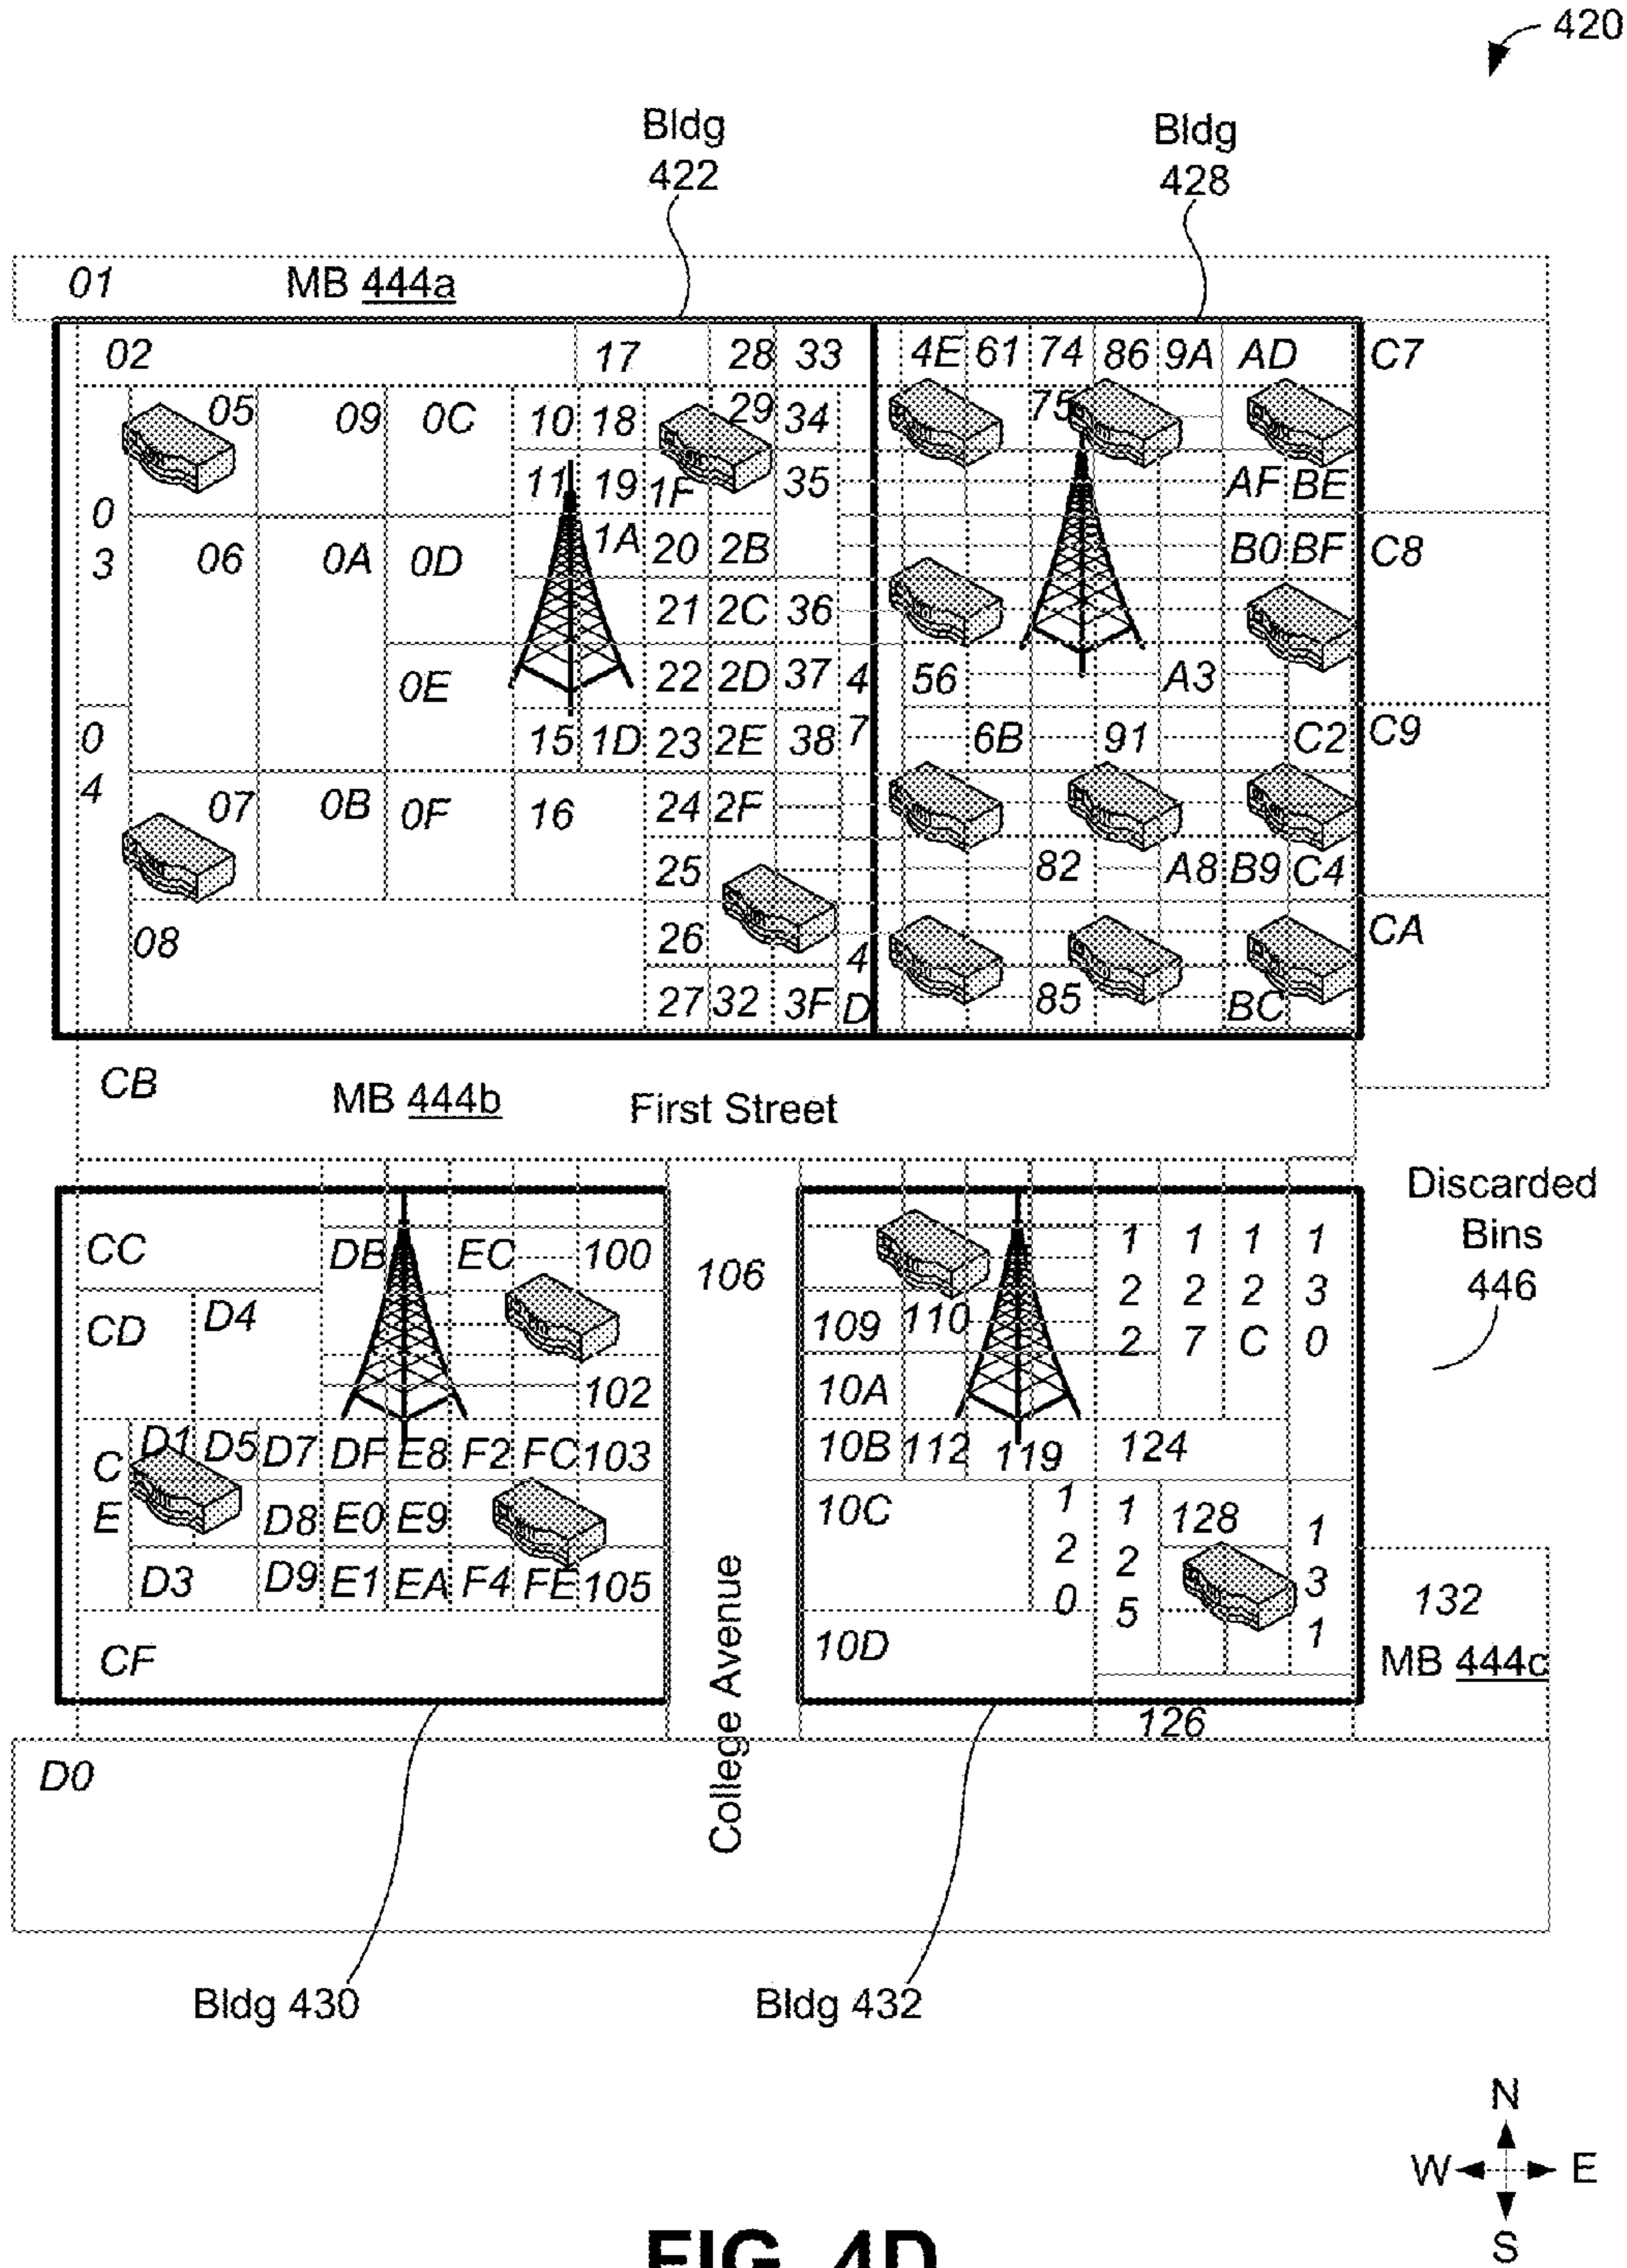 420
Bldg
422
Bldg
428
01 MB 444a
02 17 28 33 4E 61 74 86 9A AD C7
05 09 0C 10 18 29 34 75
11 19 1F 35 AF BE
0
3
06 0A 0D 1A 20 2B B0 BF C8
21 2C 36
0E 22 2D 37 56 A3
4
7
0
4
15 1D 23 2E 38 6B 91 C2 C9
07 0B 0F 16 24 2F
25 82 A8 B9 C4
08 26 CA
4
D
27 32 3F 85 BC
CB MB 444b First Street
Discarded
Bins
446
CC DB EC 100 106
1
2
2
1
2
7
1
2
C
1
3
0
CD D4 109 110
102 10A
D1 D5 D7 DF E8 F2 FC 103 10B 112 119 124
C
E
D8 E0 E9 10C 128
1
2
0
1
2
5
1
3
1
D3 D9 E1 EA F4 FE 105 132
CF 10D MB 444c
College Avenue
126
D0
Bldg 430 Bldg 432
N
W E
S
FIG. 4D